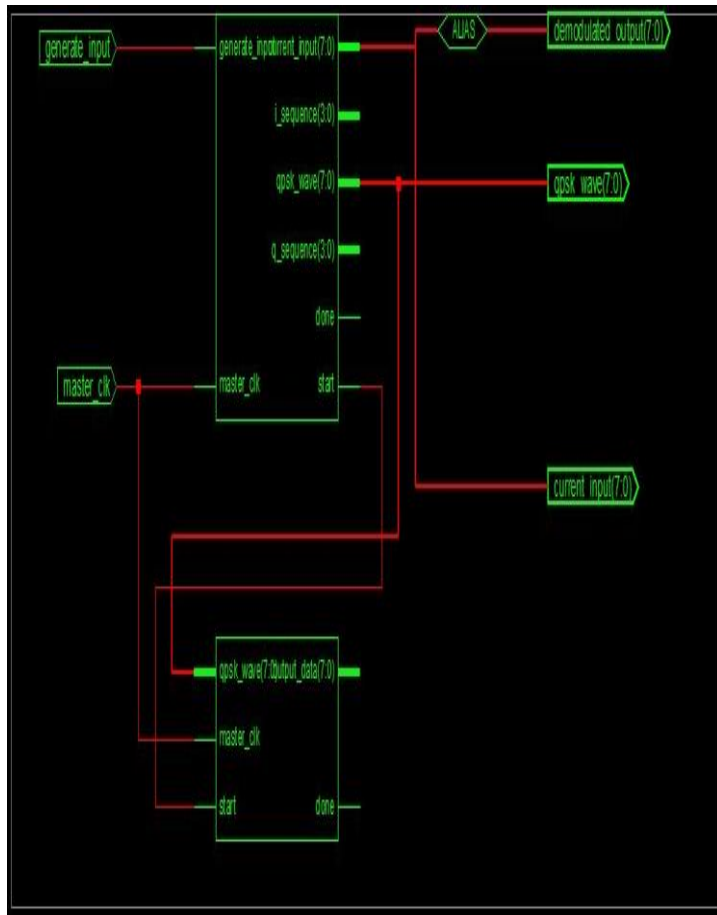 ALIAS
demodulated_output(7:0)
generate_input
generate_input
current_input(7:0)
i_sequence(3:0)
qpsk_wave(7:0)
qpsk_wave(7:0)
q_sequence(3:0)
done
master_clk
master_clk
start
current_input(7:0)
qpsk_wave(7:0)
output_data(7:0)
master_clk
start
done